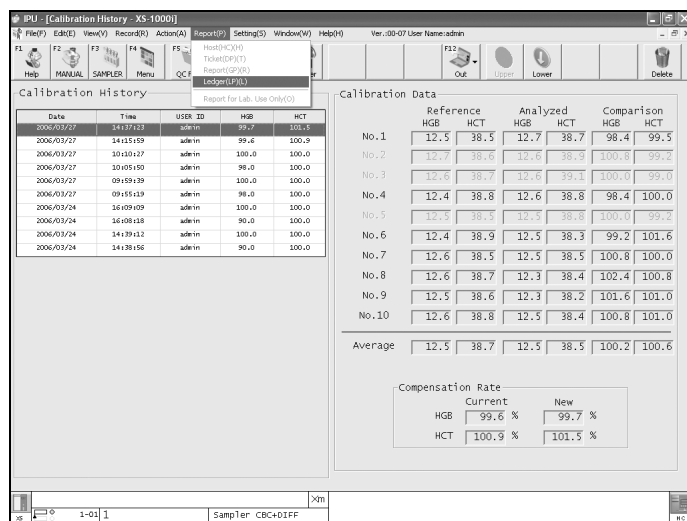 IPU - [Calibration History - XS-1000i]
File(F) Edit(E) View(V) Record(R) Action(A) Report(P) Setting(S) Window(W) Help(H) Ver.:00-07 User Name:admin
F1 F2 F3 F4 F5 F12
Help MANUAL SAMPLER Menu QC Out Upper Lower Delete
Host(HC)(H)
Ticket(DP)(T)
Report(GP)(R)
Ledger(LP)(L)
Report for Lab. Use Only(O)
Calibration History
Date Time USER ID HGB HCT
2006/03/27 14:37:23 admin 99.7 101.5
2006/03/27 14:15:59 admin 99.6 100.9
2006/03/27 10:10:27 admin 100.0 100.0
2006/03/27 10:05:50 admin 98.0 100.0
2006/03/27 09:59:39 admin 100.0 100.0
2006/03/27 09:55:19 admin 98.0 100.0
2006/03/24 16:09:09 admin 100.0 100.0
2006/03/24 16:08:18 admin 90.0 100.0
2006/03/24 14:39:12 admin 100.0 100.0
2006/03/24 14:38:56 admin 90.0 100.0
Calibration Data
Reference Analyzed Comparison
HGB HCT HGB HCT HGB HCT
No.1 12.5 38.5 12.7 38.7 98.4 99.5
No.2 12.7 38.6 12.6 38.9 100.8 99.2
No.3 12.6 38.7 12.6 39.1 100.0 99.0
No.4 12.4 38.8 12.6 38.8 98.4 100.0
No.5 12.5 38.5 12.5 38.8 100.0 99.2
No.6 12.4 38.9 12.5 38.3 99.2 101.6
No.7 12.6 38.5 12.5 38.5 100.8 100.0
No.8 12.6 38.7 12.3 38.4 102.4 100.8
No.9 12.5 38.6 12.3 38.2 101.6 101.0
No.10 12.6 38.8 12.5 38.4 100.8 101.0
Average 12.5 38.7 12.5 38.5 100.2 100.6
Compensation Rate
Current New
HGB 99.6 % 99.7 %
HCT 100.9 % 101.5 %
Xm
XS 1-01 1 Sampler CBC+DIFF HC